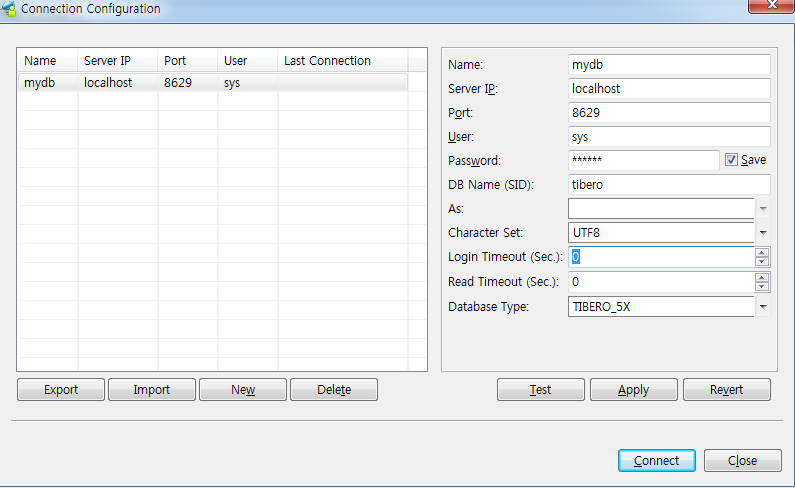 Connection Configuration
Name Server IP Port User Last Connection
mydb localhost 8629 sys
Name: mydb
Server IP: localhost
Port: 8629
User: sys
Password: ****** Save
DB Name (SID): tibero
As:
Character Set: UTF8
Login Timeout (Sec.): 0
Read Timeout (Sec.): 0
Database Type: TIBERO_5X
Export Import New Delete Test Apply Revert
Connect Close